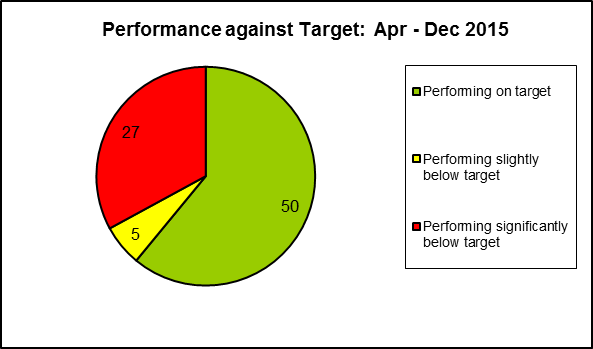 Performance against Target: Apr - Dec 2015
27
50
5
Performing on target
Performing slightly
below target
Performing significantly
below target